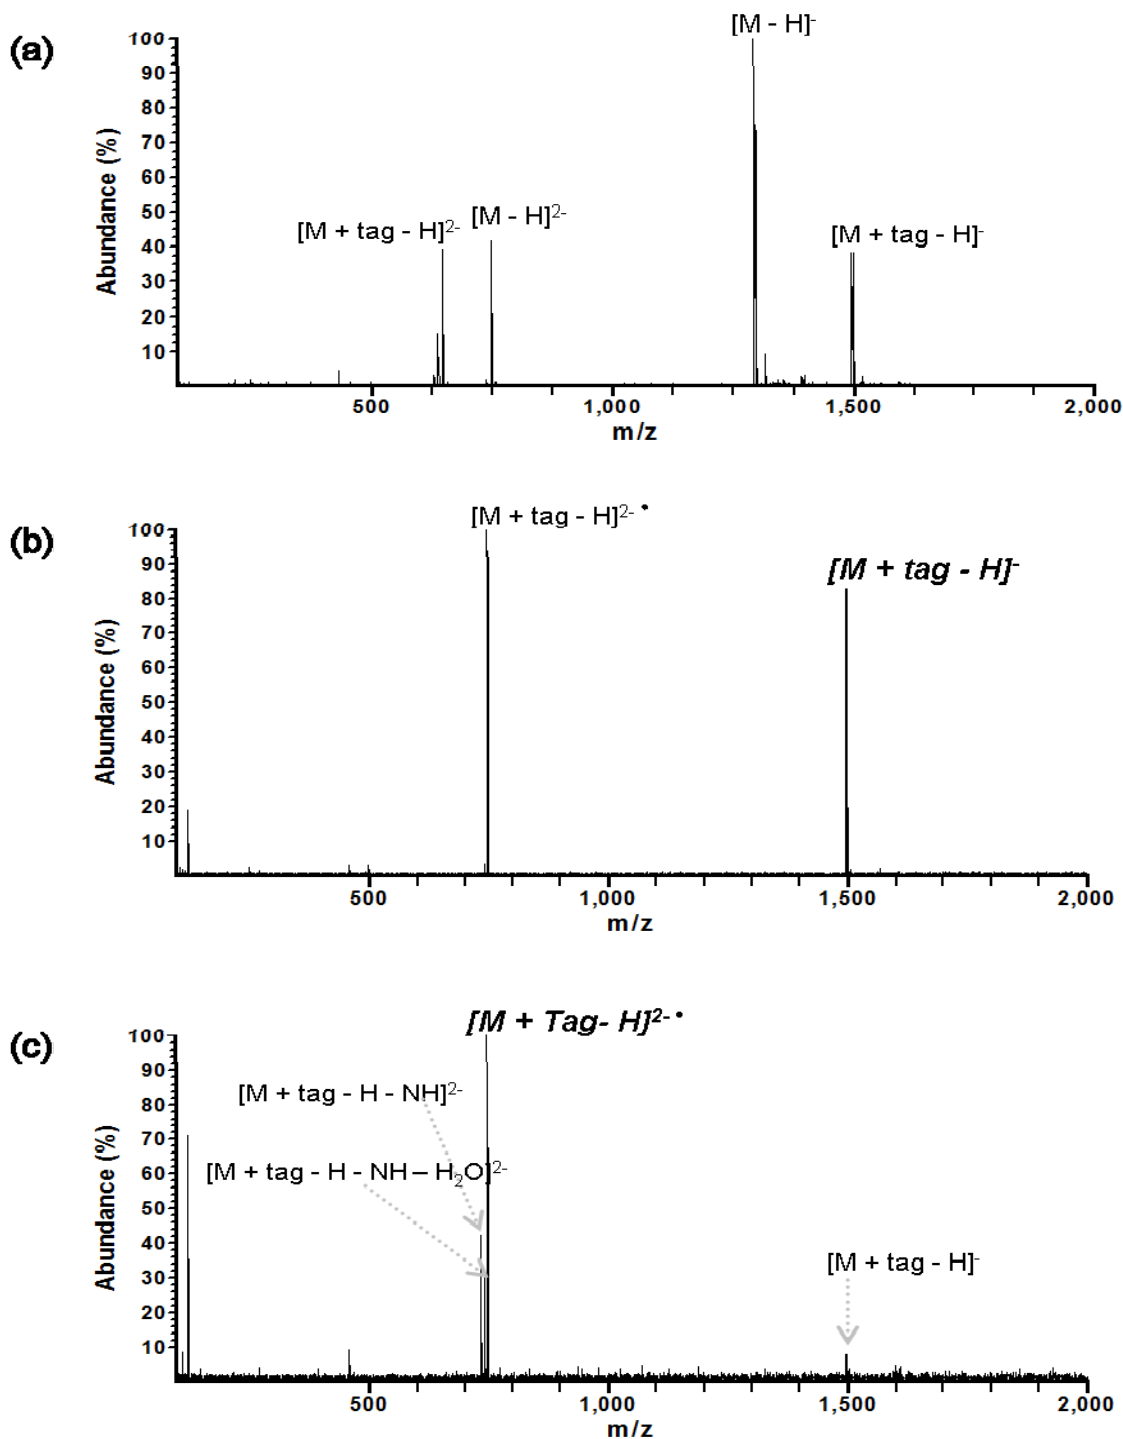 (a)
[M - H]⁻
100
90
80
70
60
50
40
30
20
10
Abundance (%)
[M + tag - H]²⁻
[M - H]²⁻
[M + tag - H]⁻
500
1,000
1,500
2,000
m/z
(b)
[M + tag - H]²⁻ •
[M + tag - H]⁻
100
90
80
70
60
50
40
30
20
10
Abundance (%)
500
1,000
1,500
2,000
m/z
(c)
[M + Tag- H]²⁻ •
100
90
80
70
60
50
40
30
20
10
Abundance (%)
[M + tag - H - NH]²⁻
[M + tag - H - NH – H₂O]²⁻
[M + tag - H]⁻
500
1,000
1,500
2,000
m/z